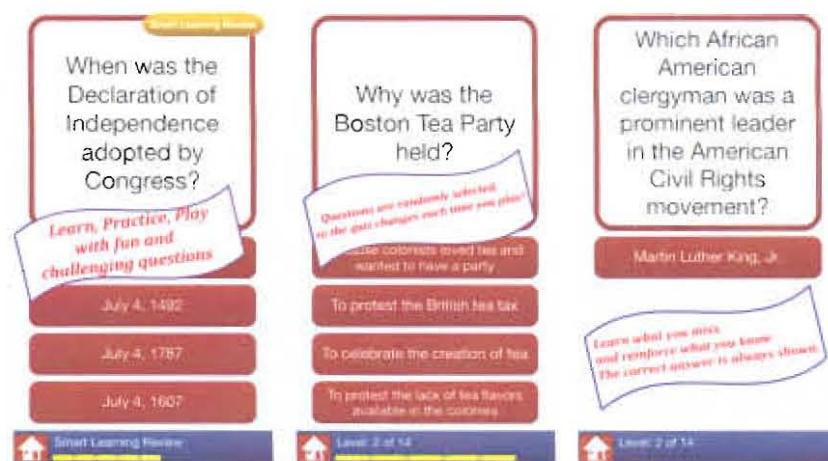 Smart Learning Review
When was the
Declaration of
Independence
adopted by
Congress?
Learn, Practice, Play
with fun and
challenging questions
July 4, 1492
July 4, 1787
July 4, 1607
Smart Learning Review
Why was the
Boston Tea Party
held?
Questions are randomly selected
so the quiz changes each time you play!
colonists loved tea and
wanted to have a party
To protest the British tea tax
To celebrate the creation of tea
To protest the lack of tea flavors
available in the colonies
Level: 2 of 14
Which African
American
clergyman was a
prominent leader
in the American
Civil Rights
movement?
Martin Luther King, Jr.
Learn what you miss
and reinforce what you know
The correct answer is always shown
Level: 2 of 14